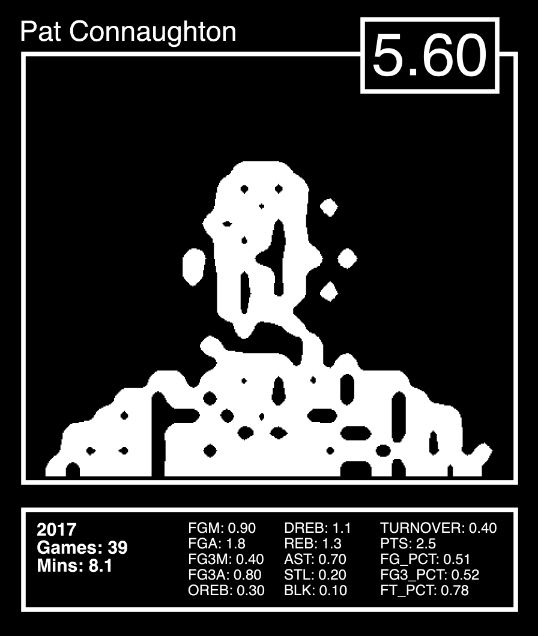 Pat Connaughton
5.60
2017
Games: 39
Mins: 8.1
FGM: 0.90
FGA: 1.8
FG3M: 0.40
FG3A: 0.80
OREB: 0.30
DREB: 1.1
REB: 1.3
AST: 0.70
STL: 0.20
BLK: 0.10
TURNOVER: 0.40
PTS: 2.5
FG_PCT: 0.51
FG3_PCT: 0.52
FT_PCT: 0.78